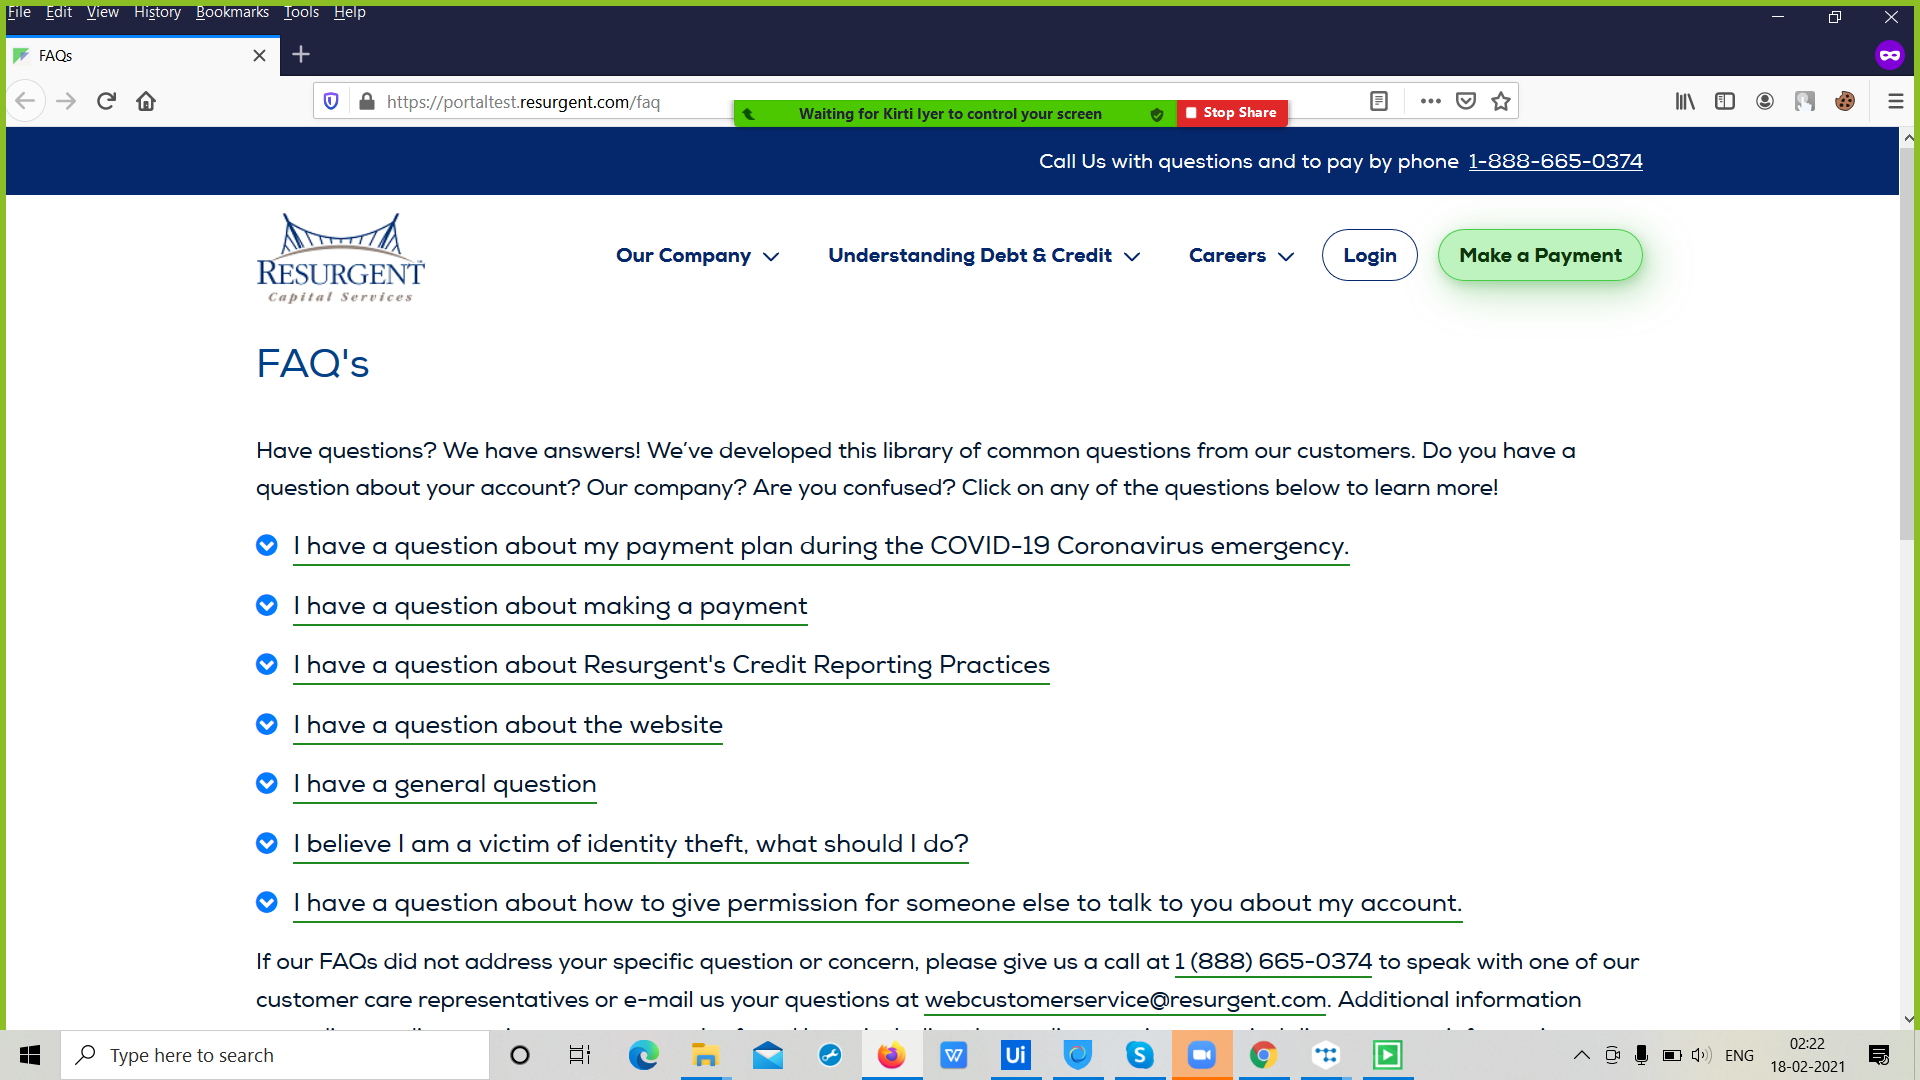 File Edit View History Bookmarks Tools Help
FAQs
https://portaltest.resurgent.com/faq
Waiting for Kirti Iyer to control your screen
Stop Share
Call Us with questions and to pay by phone 1-888-665-0374
RESURGENT
Capital Services
Our Company
Understanding Debt & Credit
Careers
Login
Make a Payment
FAQ's
Have questions? We have answers! We've developed this library of common questions from our customers. Do you have a
question about your account? Our company? Are you confused? Click on any of the questions below to learn more!
I have a question about my payment plan during the COVID-19 Coronavirus emergency.
I have a question about making a payment
I have a question about Resurgent's Credit Reporting Practices
I have a question about the website
I have a general question
I believe I am a victim of identity theft, what should I do?
I have a question about how to give permission for someone else to talk to you about my account.
If our FAQs did not address your specific question or concern, please give us a call at 1 (888) 665-0374 to speak with one of our
customer care representatives or e-mail us your questions at webcustomerservice@resurgent.com. Additional information
Type here to search
W
Ui
S
ENG
02:22
18-02-2021